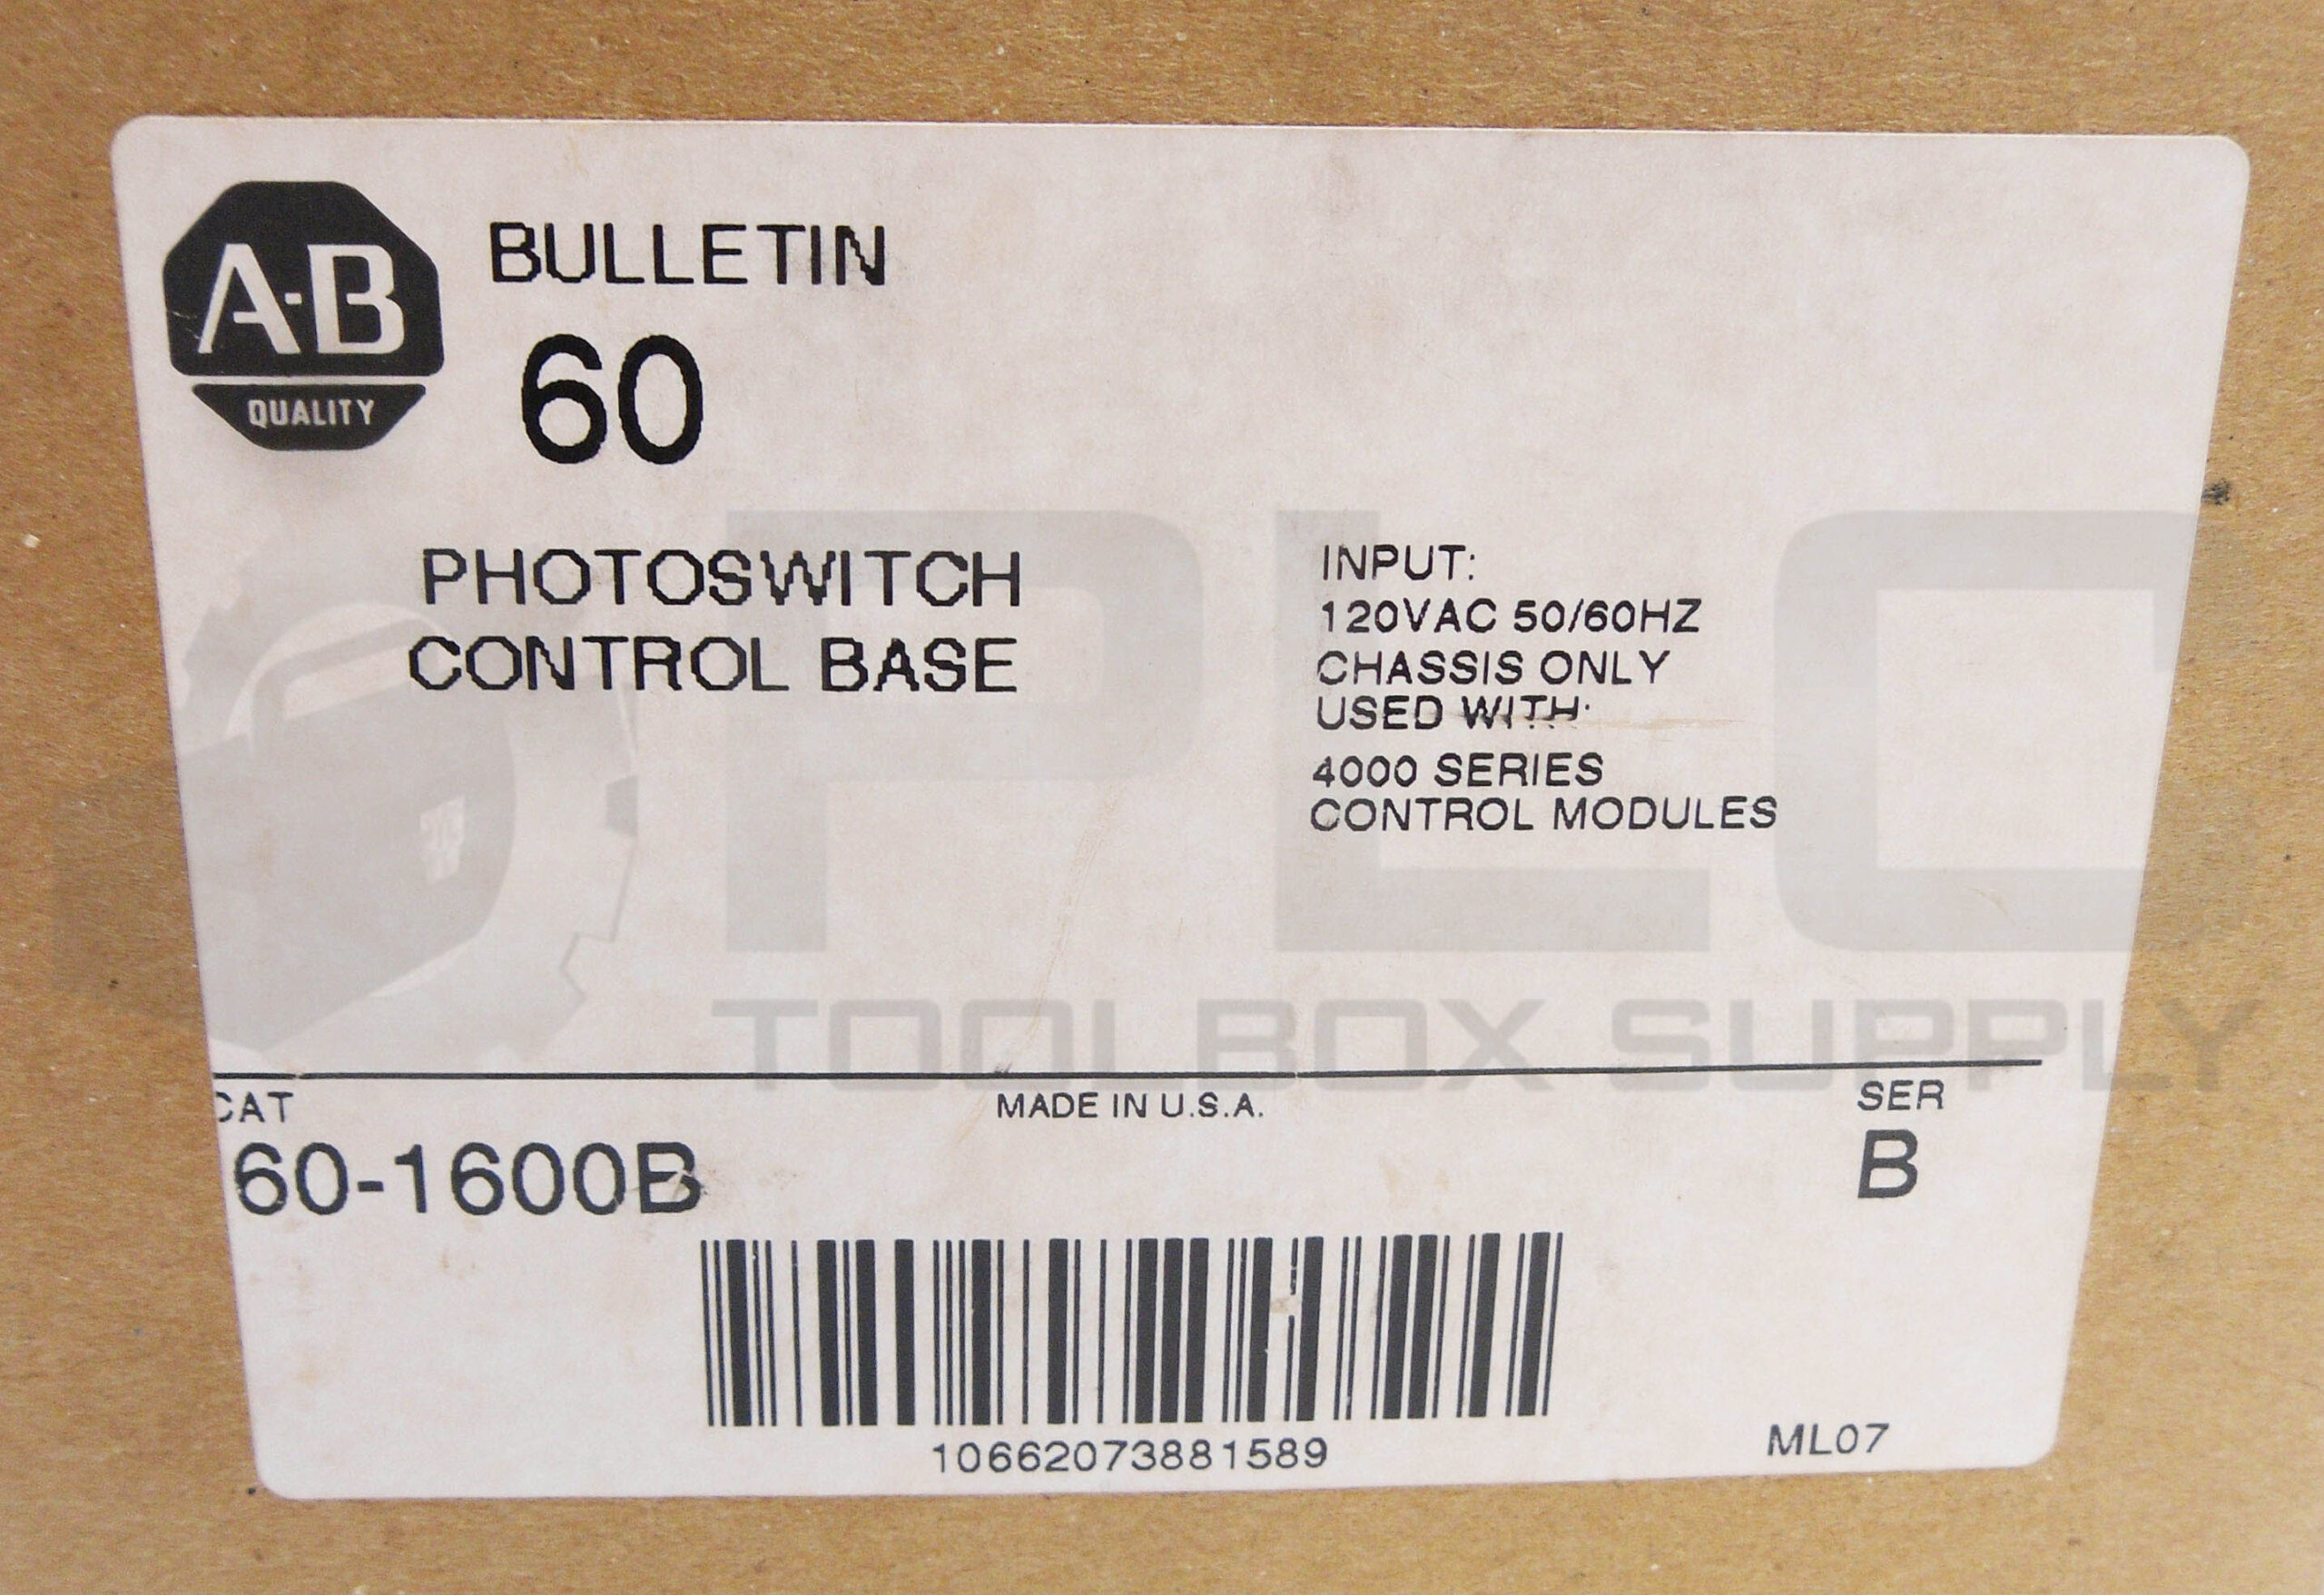 A-B
QUALITY
BULLETIN
60
PHOTOSWITCH
CONTROL BASE
INPUT:
120VAC 50/60HZ
CHASSIS ONLY
USED WITH:
4000 SERIES
CONTROL MODULES
PLC
TOOLBOX SUPPLY
CAT
MADE IN U.S.A.
SER
60-1600B
B
10662073881589
ML07